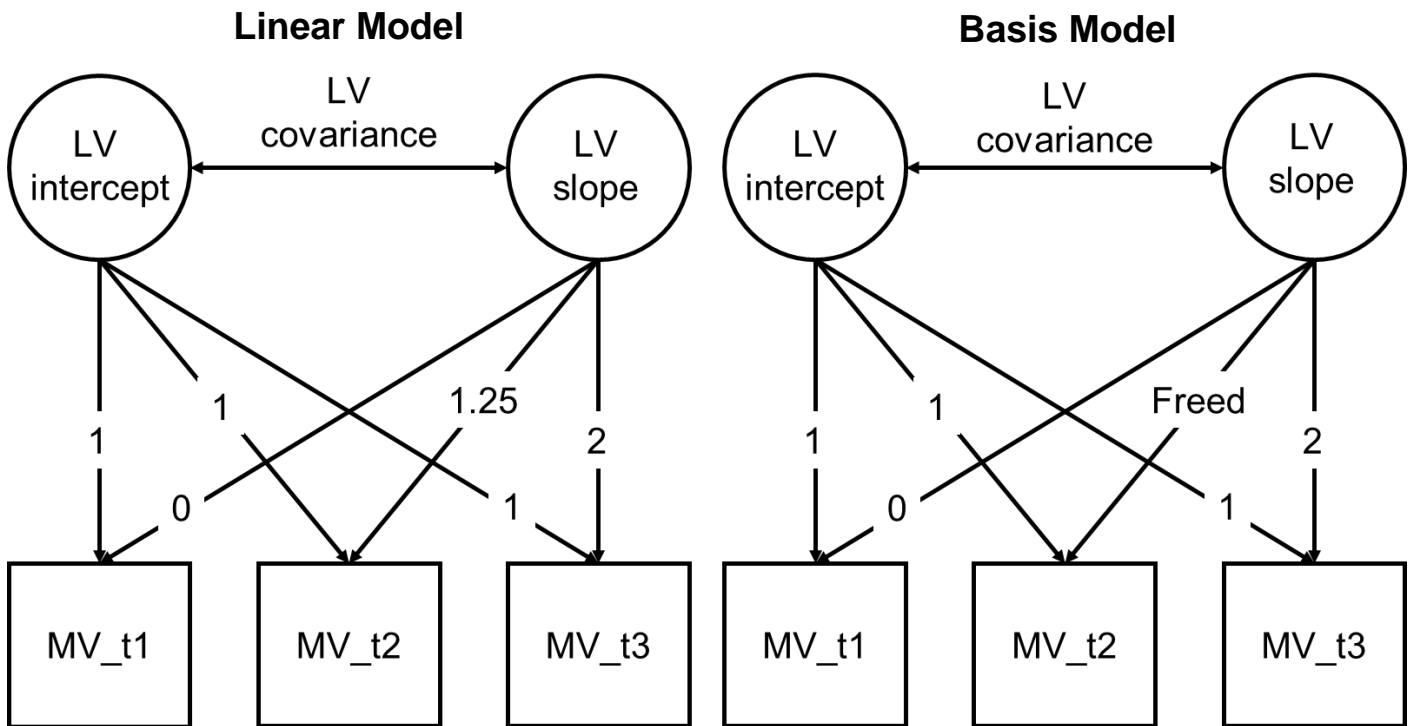 Linear Model
LV
intercept
LV
covariance
LV
slope
1
1
0
1.25
2
1
MV_t1
MV_t2
MV_t3
Basis Model
LV
intercept
LV
covariance
LV
slope
1
1
0
Freed
2
1
MV_t1
MV_t2
MV_t3